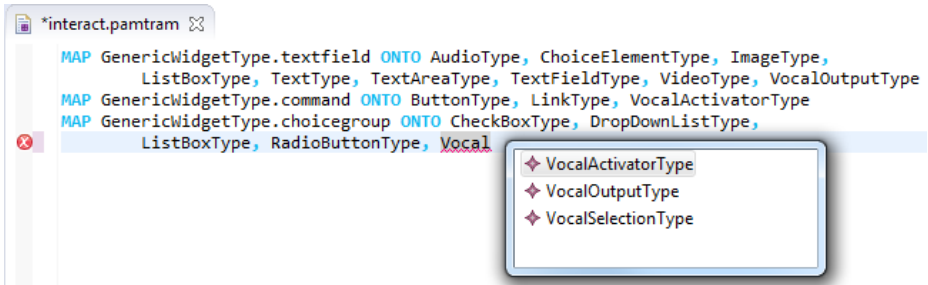 *interact.pamtram
MAP GenericWidgetType.textfield ONTO AudioType, ChoiceElementType, ImageType,
ListBoxType, TextType, TextAreaType, TextFieldType, VideoType, VocalOutputType
MAP GenericWidgetType.command ONTO ButtonType, LinkType, VocalActivatorType
MAP GenericWidgetType.choicegroup ONTO CheckBoxType, DropDownListType,
ListBoxType, RadioButtonType, Vocal
VocalActivatorType
VocalOutputType
VocalSelectionType